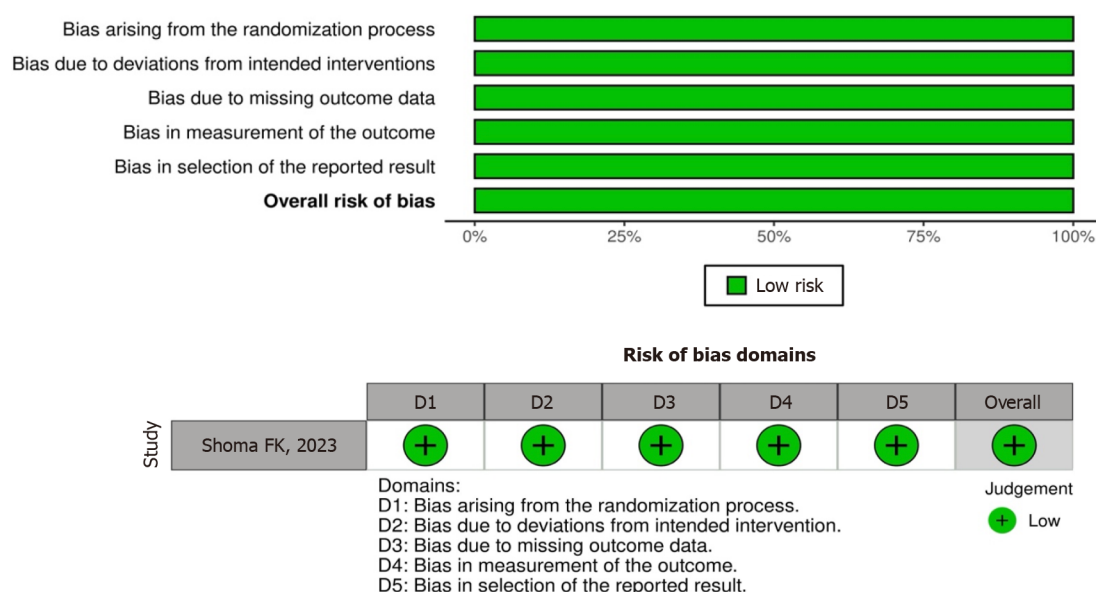 Bias arising from the randomization process
Bias due to deviations from intended interventions
Bias due to missing outcome data
Bias in measurement of the outcome
Bias in selection of the reported result
Overall risk of bias
0% 25% 50% 75% 100%
Low risk
Risk of bias domains
D1 D2 D3 D4 D5 Overall
Study
Shoma FK, 2023 + + + + + +
Domains:
D1: Bias arising from the randomization process.
D2: Bias due to deviations from intended intervention.
D3: Bias due to missing outcome data.
D4: Bias in measurement of the outcome.
D5: Bias in selection of the reported result.
Judgement
+ Low